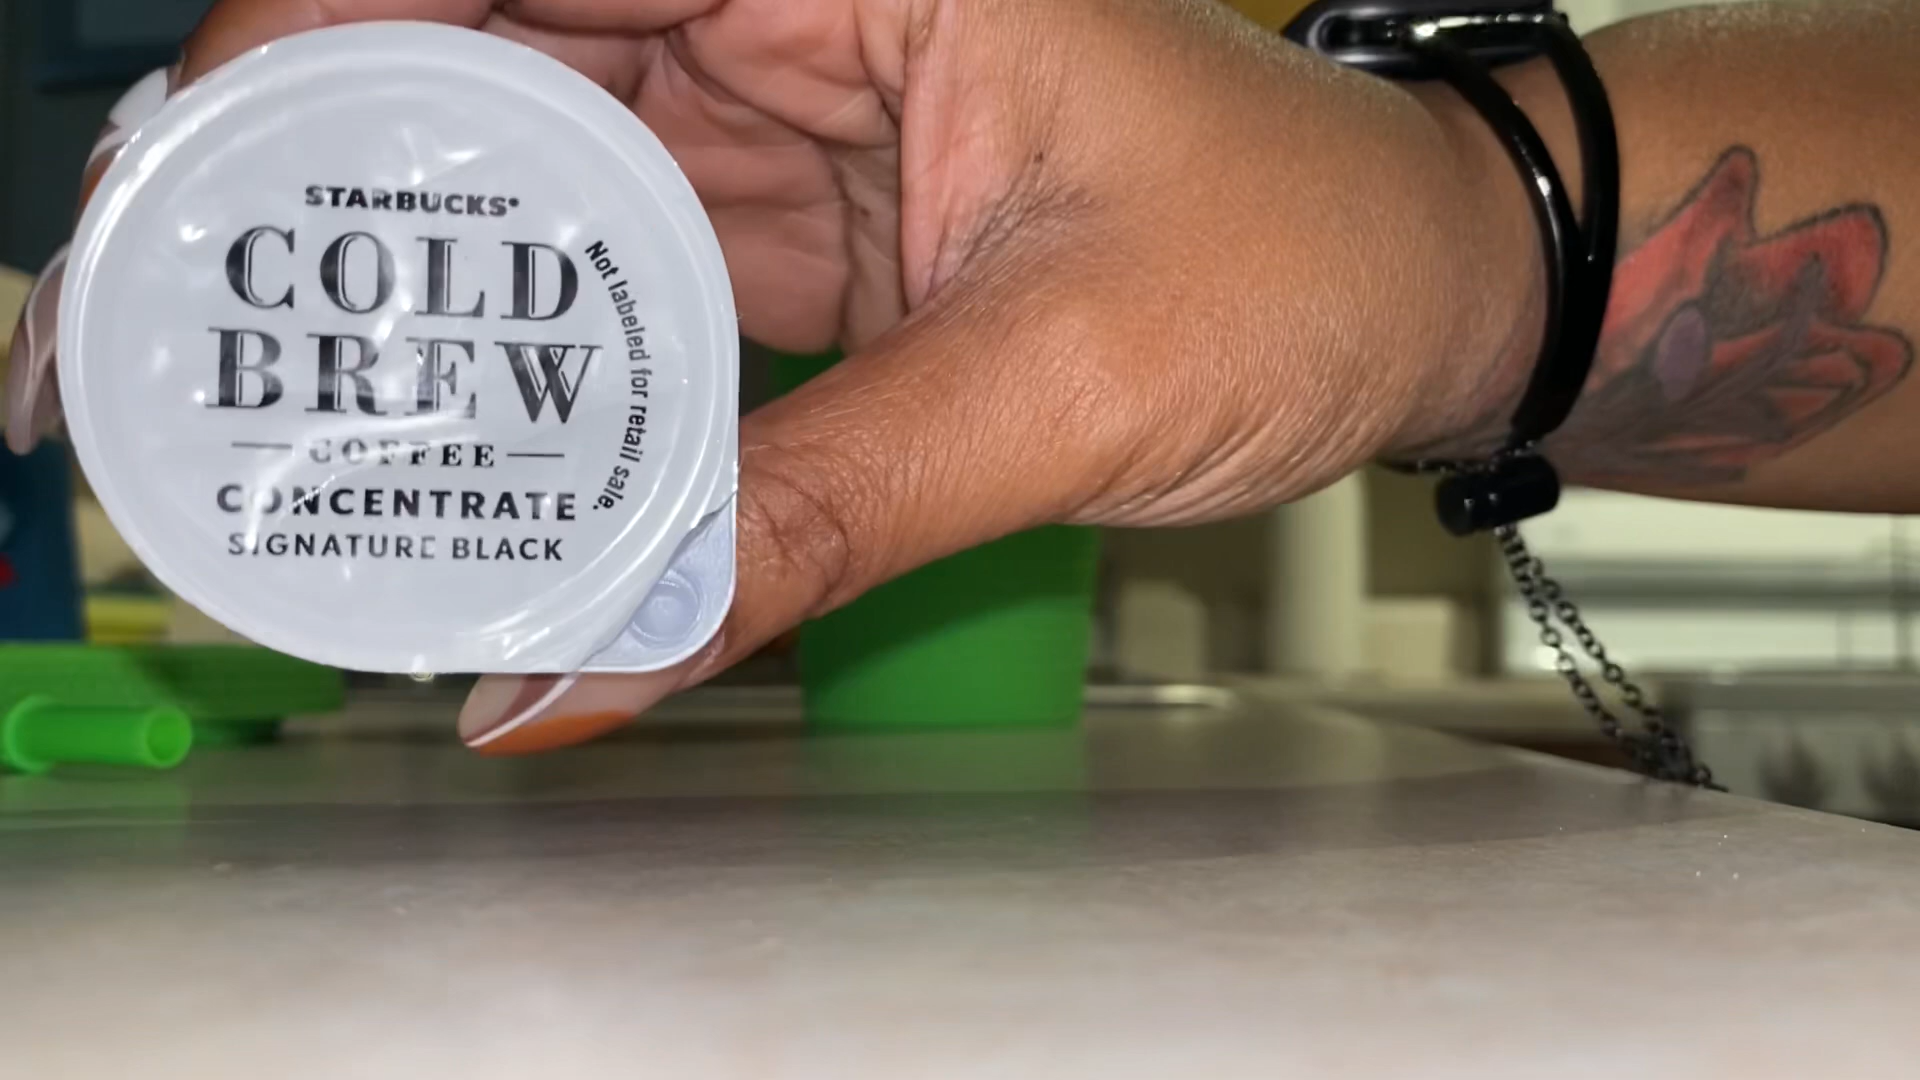 STARBUCKS®
COLD
BREW
COFFEE
CONCENTRATE
SIGNATURE BLACK
Not labeled for retail sale.